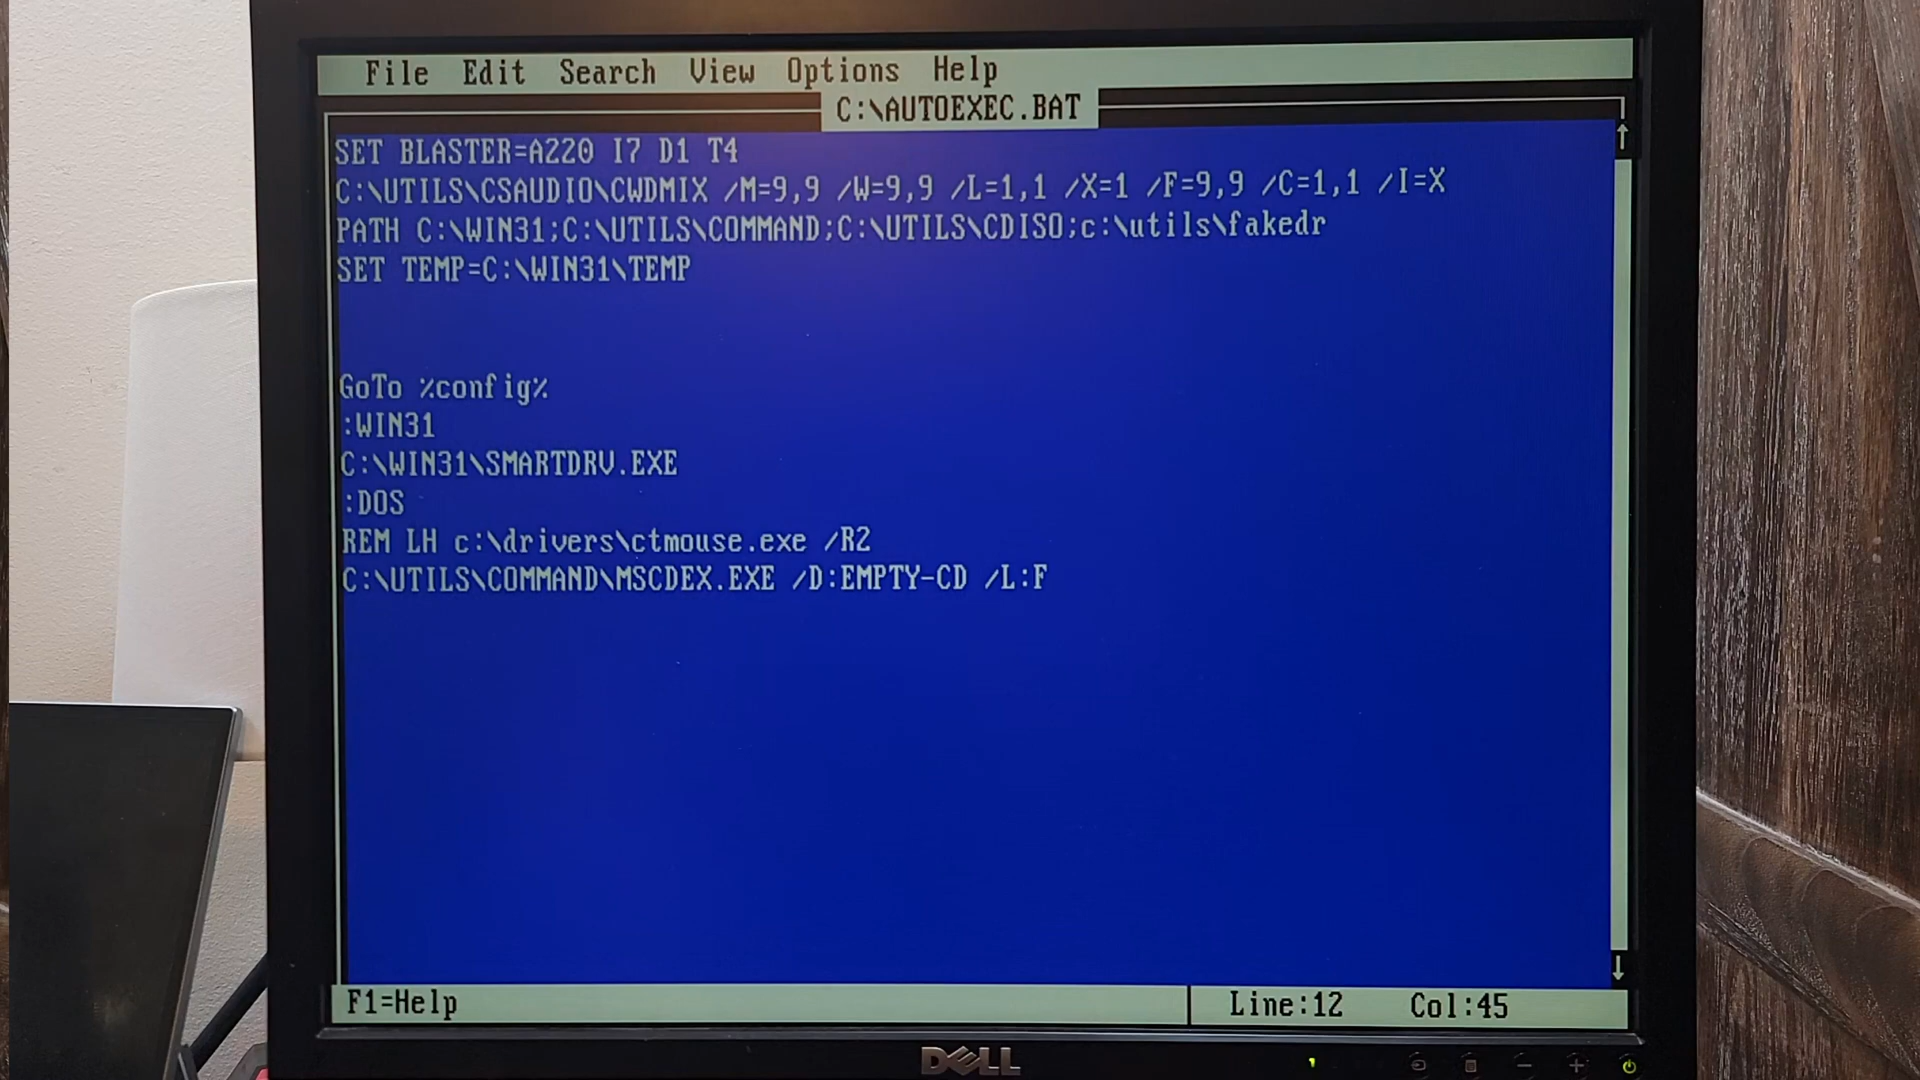 File Edit Search View Options Help
C:\AUTOEXEC.BAT
SET BLASTER=A220 I7 D1 T4
C:\UTILS\CSAUDIO\CWDMIX /M=9,9 /W=9,9 /L=1,1 /X=1 /F=9,9 /C=1,1 /I=X
PATH C:\WIN31;C:\UTILS\COMMAND;C:\UTILS\CDISO;c:\utils\fakedr
SET TEMP=C:\WIN31\TEMP
GoTo %config%
:WIN31
C:\WIN31\SMARTDRV.EXE
:DOS
REM LH c:\drivers\ctmouse.exe /R2
C:\UTILS\COMMAND\MSCDEX.EXE /D:EMPTY-CD /L:F
F1=Help Line:12 Col:45
DELL